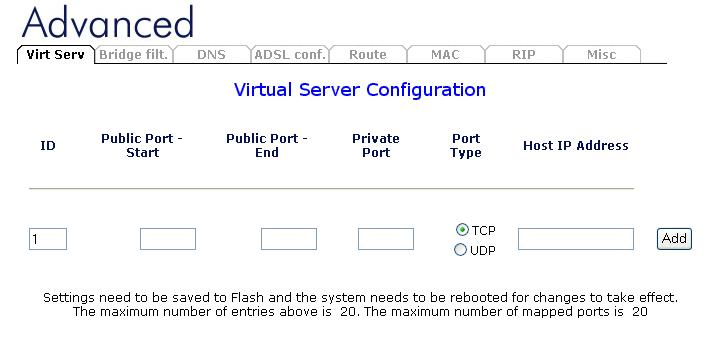 Advanced
Virt Serv Bridge filt. DNS ADSL conf. Route MAC RIP Misc
Virtual Server Configuration
ID Public Port - Start Public Port - End Private Port Port Type Host IP Address
1 TCP UDP Add
Settings need to be saved to Flash and the system needs to be rebooted for changes to take effect.
The maximum number of entries above is 20. The maximum number of mapped ports is 20